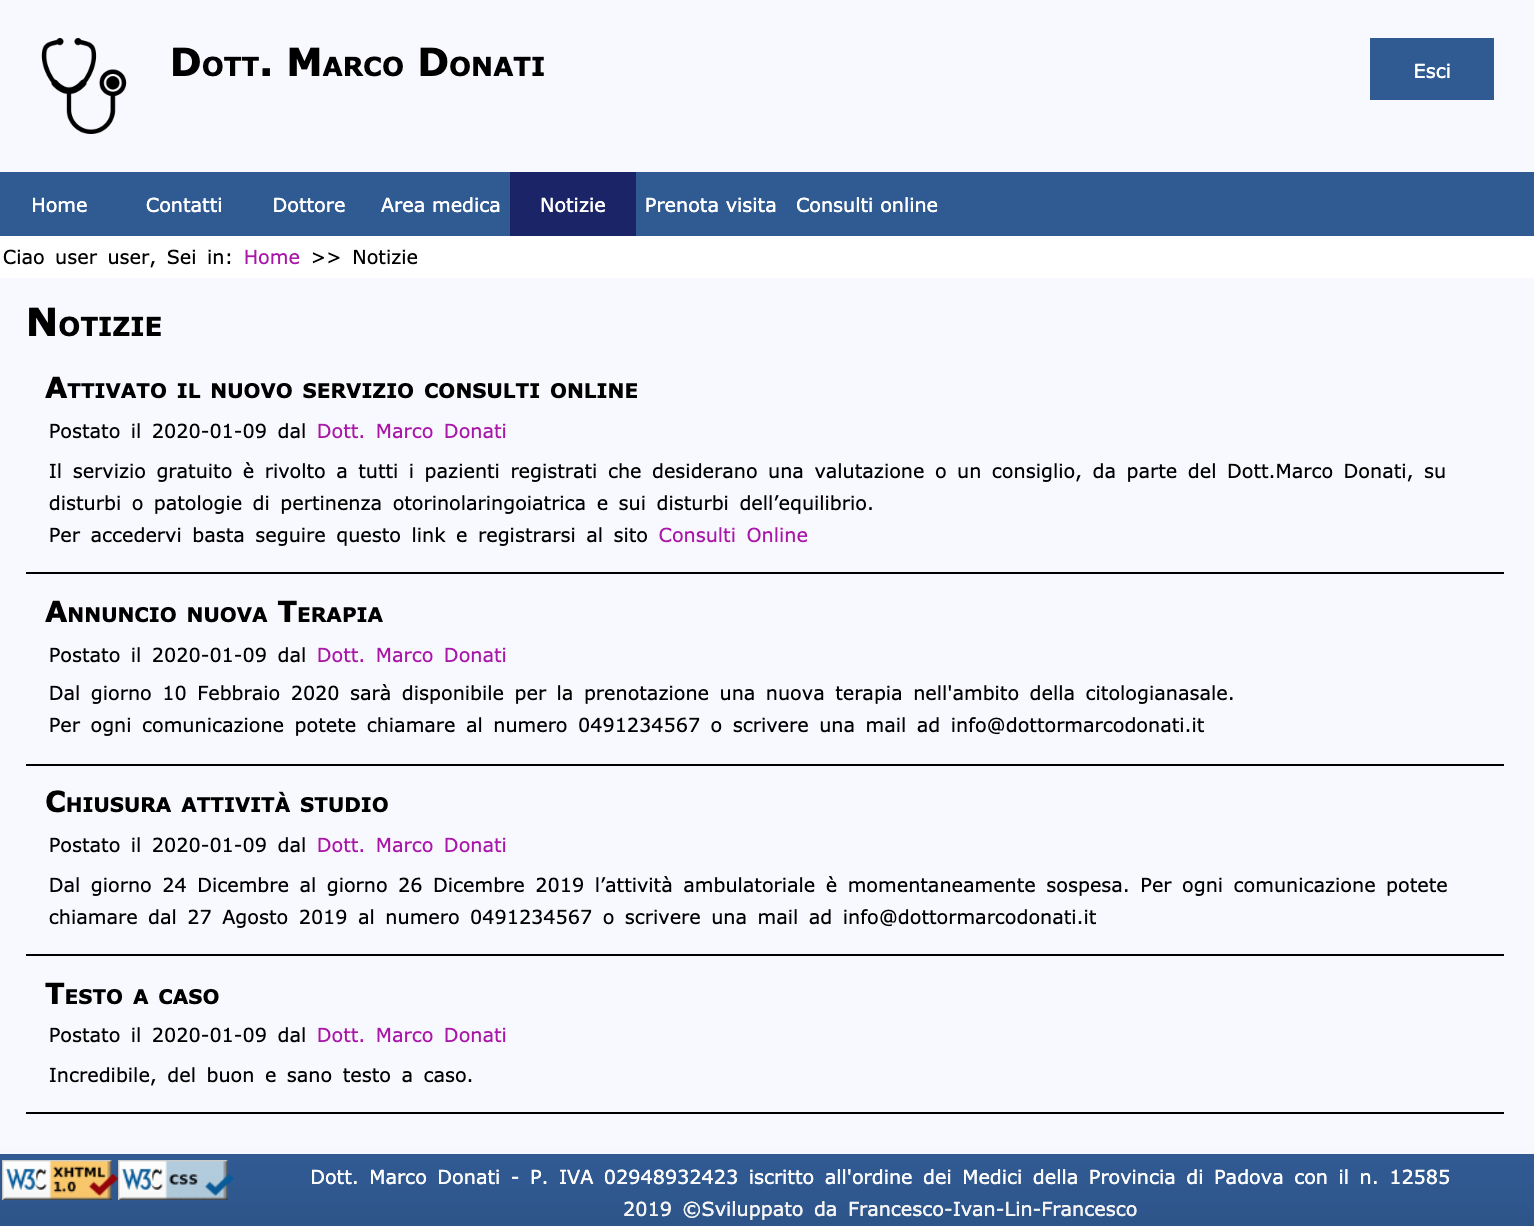 Dott. Marco Donati
Esci
Home Contatti Dottore Area medica Notizie Prenota visita Consulti online
Ciao user user, Sei in: Home >> Notizie
Notizie
Attivato il nuovo servizio consulti online
Postato il 2020-01-09 dal Dott. Marco Donati
Il servizio gratuito è rivolto a tutti i pazienti registrati che desiderano una valutazione o un consiglio, da parte del Dott.Marco Donati, su
disturbi o patologie di pertinenza otorinolaringoiatrica e sui disturbi dell’equilibrio.
Per accedervi basta seguire questo link e registrarsi al sito Consulti Online
Annuncio nuova Terapia
Postato il 2020-01-09 dal Dott. Marco Donati
Dal giorno 10 Febbraio 2020 sarà disponibile per la prenotazione una nuova terapia nell'ambito della citologianasale.
Per ogni comunicazione potete chiamare al numero 0491234567 o scrivere una mail ad info@dottormarcodonati.it
Chiusura attività studio
Postato il 2020-01-09 dal Dott. Marco Donati
Dal giorno 24 Dicembre al giorno 26 Dicembre 2019 l’attività ambulatoriale è momentaneamente sospesa. Per ogni comunicazione potete
chiamare dal 27 Agosto 2019 al numero 0491234567 o scrivere una mail ad info@dottormarcodonati.it
Testo a caso
Postato il 2020-01-09 dal Dott. Marco Donati
Incredibile, del buon e sano testo a caso.
W3C XHTML 1.0 W3C css
Dott. Marco Donati - P. IVA 02948932423 iscritto all'ordine dei Medici della Provincia di Padova con il n. 12585
2019 ©Sviluppato da Francesco-Ivan-Lin-Francesco